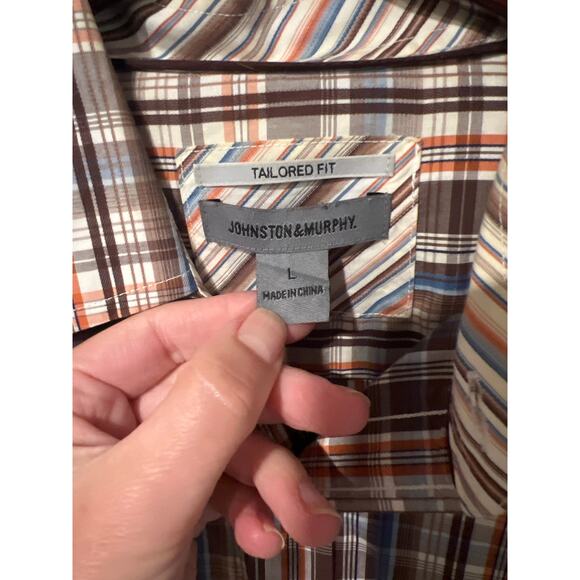 TAILORED FIT
JOHNSTON&MURPHY.
L
MADE IN CHINA